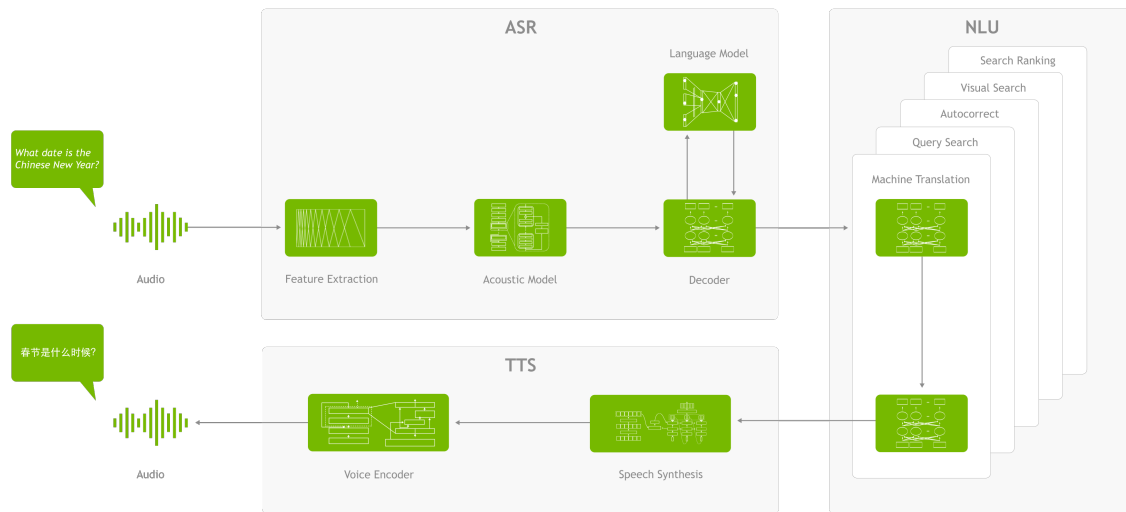 ASR
NLU
Language Model
Search Ranking
Visual Search
Autocorrect
Query Search
Machine Translation
What date is the
Chinese New Year?
Audio
Feature Extraction
Acoustic Model
Decoder
TTS
春节是什么时候?
Audio
Voice Encoder
Speech Synthesis